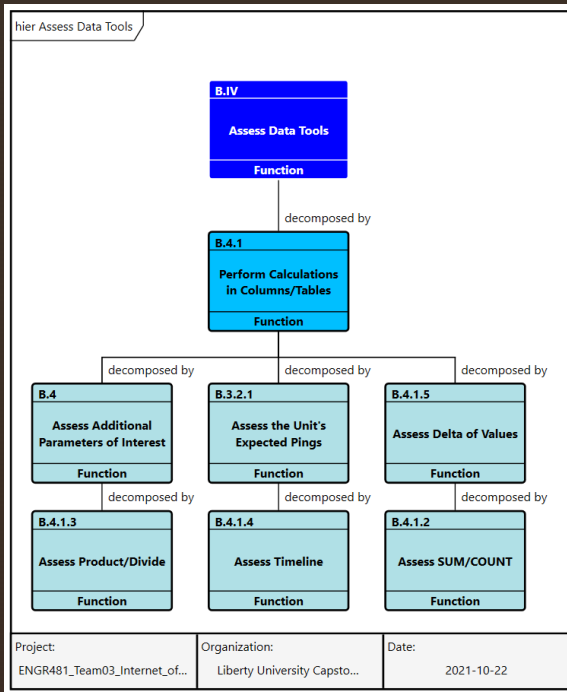 hier Assess Data Tools
B.IV
Assess Data Tools
Function
decomposed by
B.4.1
Perform Calculations
in Columns/Tables
Function
decomposed by
decomposed by
decomposed by
B.4
Assess Additional
Parameters of Interest
Function
B.3.2.1
Assess the Unit's
Expected Pings
Function
B.4.1.5
Assess Delta of Values
Function
decomposed by
decomposed by
decomposed by
B.4.1.3
Assess Product/Divide
Function
B.4.1.4
Assess Timeline
Function
B.4.1.2
Assess SUM/COUNT
Function
Project:
ENGR481_Team03_Internet_of...
Organization:
Liberty University Capsto...
Date:
2021-10-22